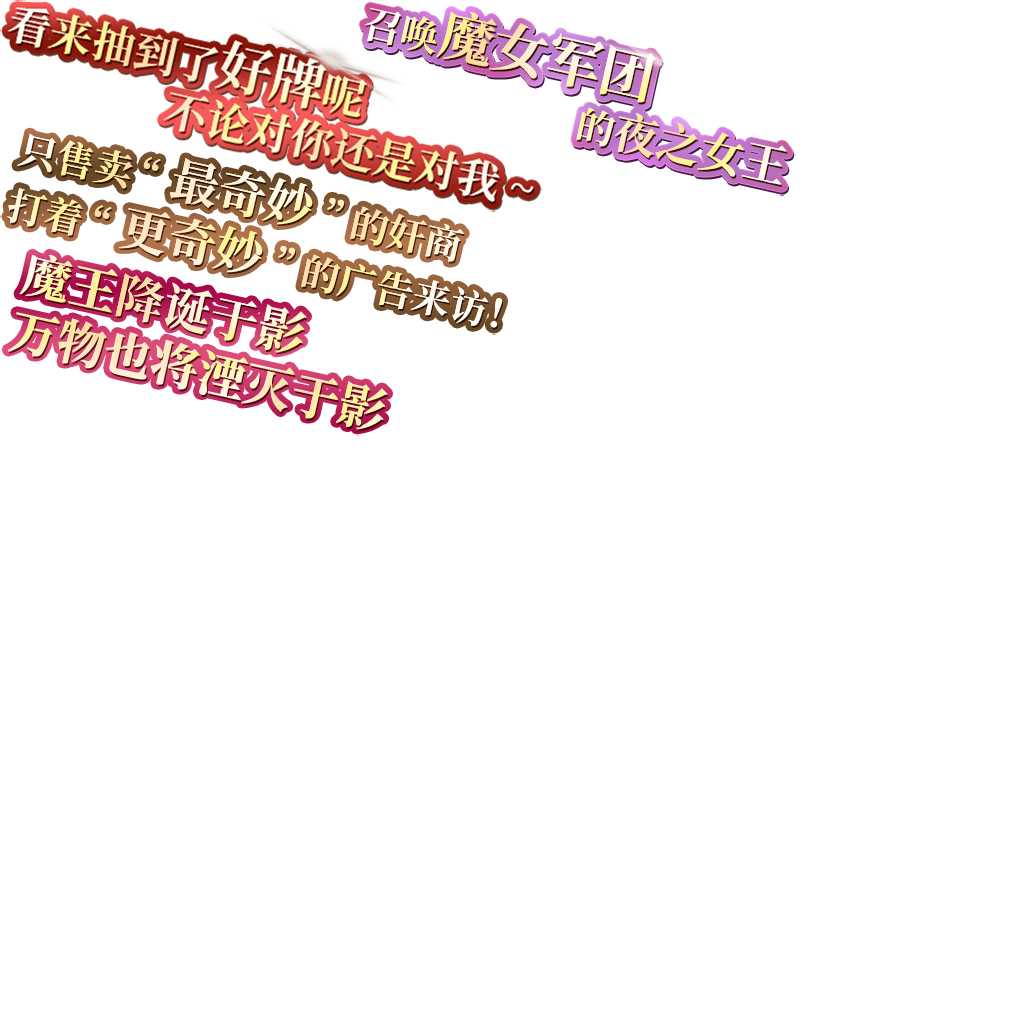 看来抽到了好牌呢
不论对你还是对我~
召唤魔女军团
的夜之女王
只售卖“最奇妙”的奸商
打着“更奇妙”的广告来访!
魔王降诞于影
万物也将湮灭于影